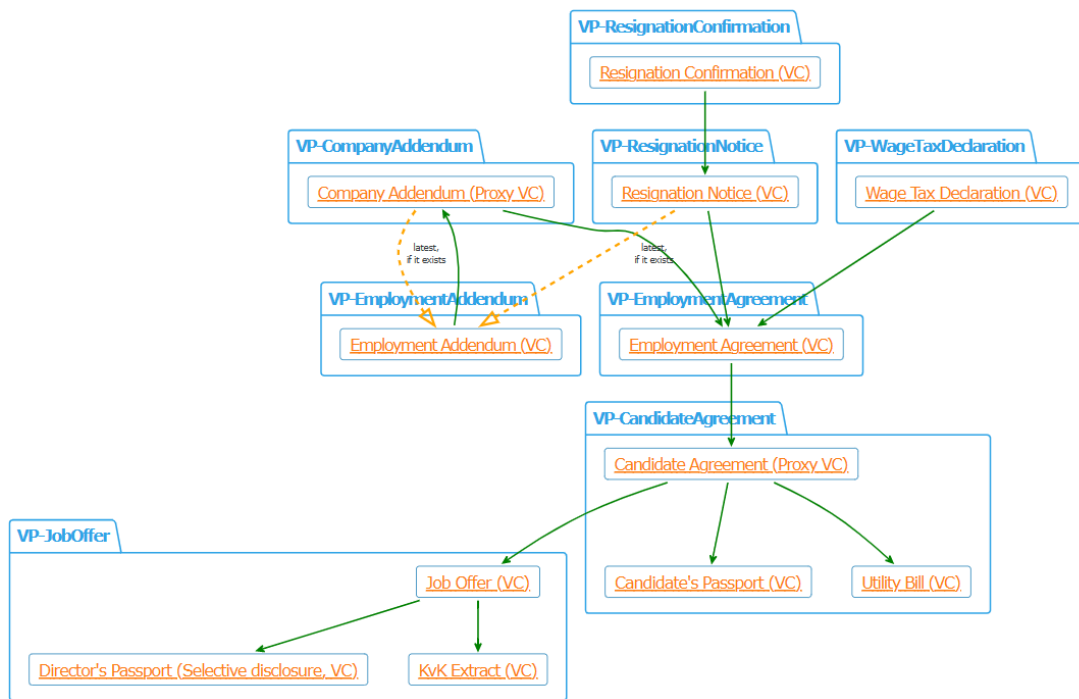 VP-ResignationConfirmation
Resignation Confirmation (VC)
VP-CompanyAddendum
Company Addendum (Proxy VC)
VP-ResignationNotice
Resignation Notice (VC)
VP-WageTaxDeclaration
Wage Tax Declaration (VC)
latest,
if it exists
latest,
if it exists
VP-EmploymentAddendum
Employment Addendum (VC)
VP-EmploymentAgreement
Employment Agreement (VC)
VP-CandidateAgreement
Candidate Agreement (Proxy VC)
VP-JobOffer
Job Offer (VC)
Candidate's Passport (VC)
Utility Bill (VC)
Director's Passport (Selective disclosure, VC)
KvK Extract (VC)